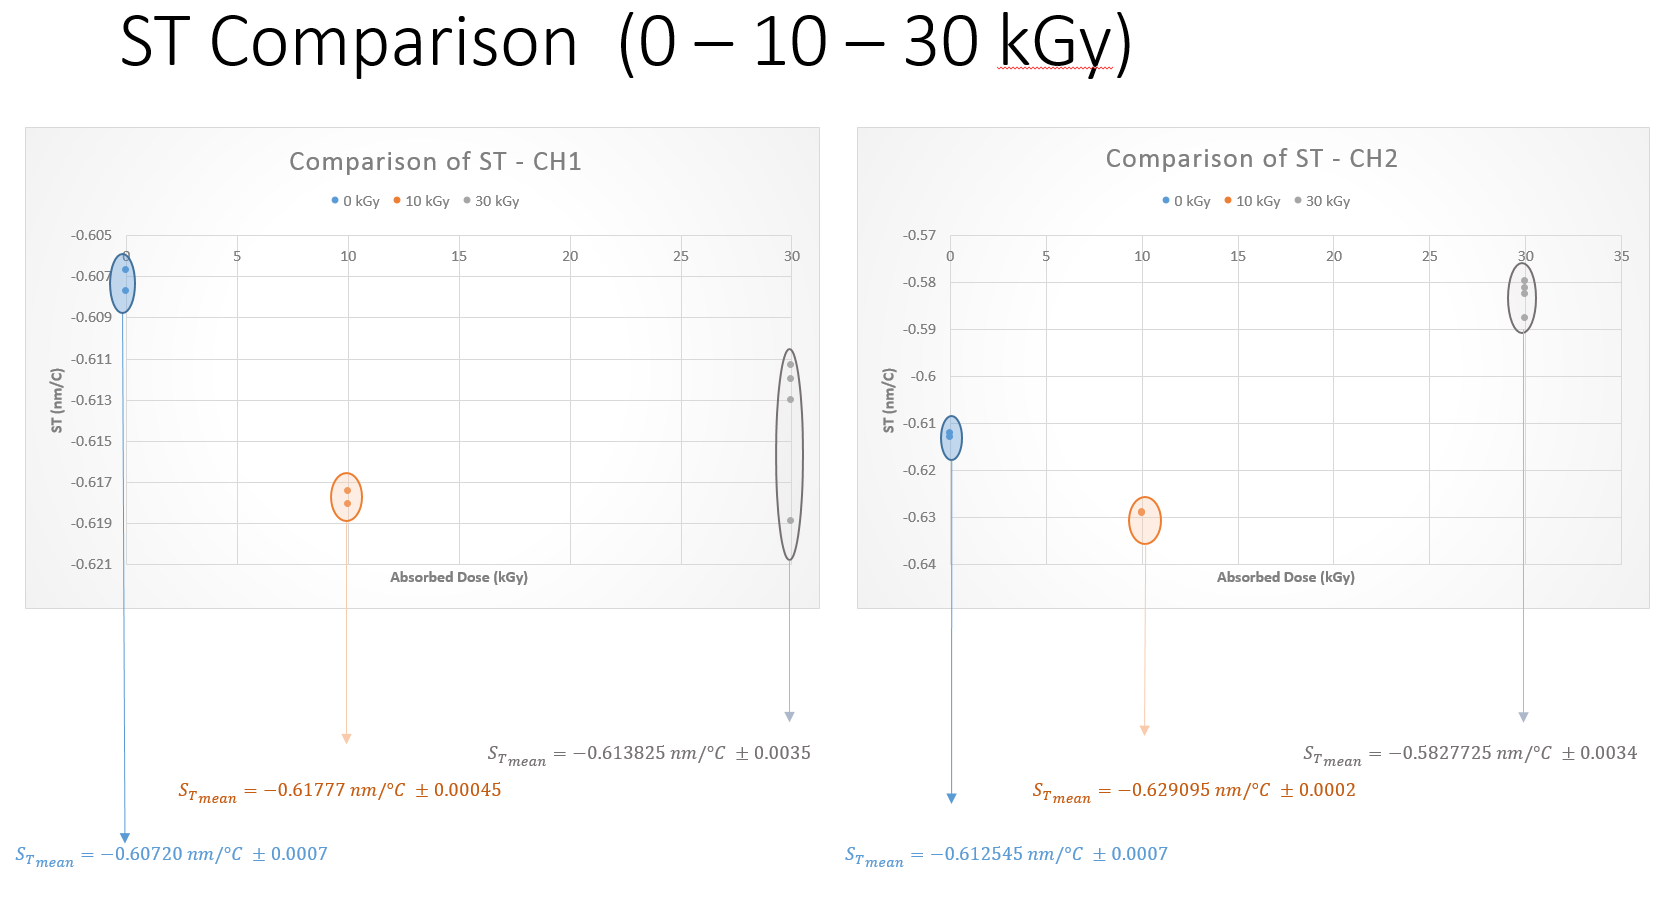 ST Comparison (0 – 10 – 30 kGy)
Comparison of ST - CH1
0 kGy 10 kGy 30 kGy
-0.605
0 5 10 15 20 25 30
-0.607
-0.609
-0.611
-0.613
-0.615
-0.617
-0.619
-0.621
ST (nm/C)
Absorbed Dose (kGy)
Comparison of ST - CH2
0 kGy 10 kGy 30 kGy
-0.57
0 5 10 15 20 25 30 35
-0.58
-0.59
-0.6
-0.61
-0.62
-0.63
-0.64
ST (nm/C)
Absorbed Dose (kGy)
S_T mean = −0.613825 nm/°C ± 0.0035
S_T mean = −0.61777 nm/°C ± 0.00045
S_T mean = −0.60720 nm/°C ± 0.0007
S_T mean = −0.5827725 nm/°C ± 0.0034
S_T mean = −0.629095 nm/°C ± 0.0002
S_T mean = −0.612545 nm/°C ± 0.0007